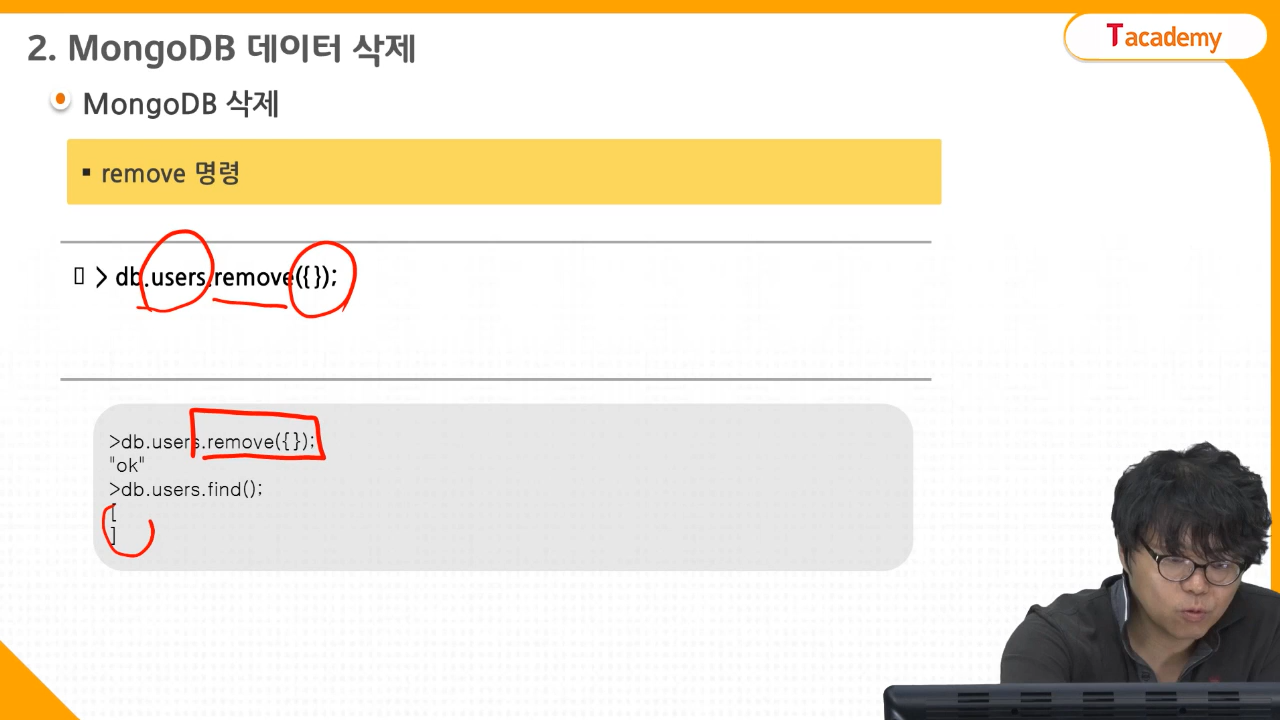 2. MongoDB 데이터 삭제
Tacademy
MongoDB 삭제
▪ remove 명령
▯ > db.users.remove({});
>db.users.remove({});
"ok"
>db.users.find();
[
]